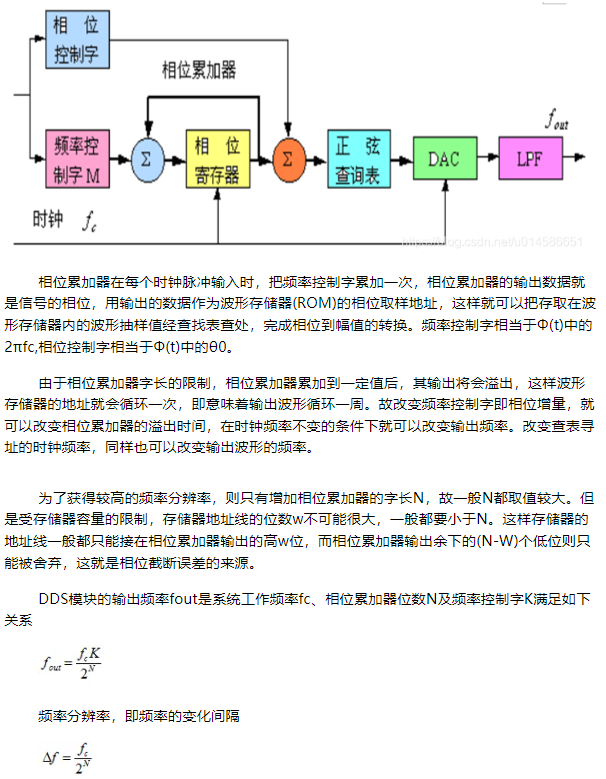 相 位
控制字
相位累加器
f_out
频率控
制字M
Σ
相 位
寄存器
Σ
正 弦
查询表
DAC
LPF
时钟 f_c
https://blog.csdn.net/u014586651
相位累加器在每个时钟脉冲输入时，把频率控制字累加一次，相位累加器的输出数据就
是信号的相位，用输出的数据作为波形存储器(ROM)的相位取样地址，这样就可以把存取在波
形存储器内的波形抽样值经查找表查处，完成相位到幅值的转换。频率控制字相当于Φ(t)中的
2πfc,相位控制字相当于Φ(t)中的θ0。
由于相位累加器字长的限制，相位累加器累加到一定值后，其输出将会溢出，这样波形
存储器的地址就会循环一次，即意味着输出波形循环一周。故改变频率控制字即相位增量，就
可以改变相位累加器的溢出时间，在时钟频率不变的条件下就可以改变输出频率。改变查表寻
址的时钟频率，同样也可以改变输出波形的频率。
为了获得较高的频率分辨率，则只有增加相位累加器的字长N，故一般N都取值较大。但
是受存储器容量的限制，存储器地址线的位数w不可能很大，一般都要小于N。这样存储器的
地址线一般都只能接在相位累加器输出的高w位，而相位累加器输出余下的(N-W)个低位则只
能被舍弃，这就是相位截断误差的来源。
DDS模块的输出频率fout是系统工作频率fc、相位累加器位数N及频率控制字K满足如下
关系
f_out = f_c K / 2^N
频率分辨率，即频率的变化间隔
Δf = f_c / 2^N